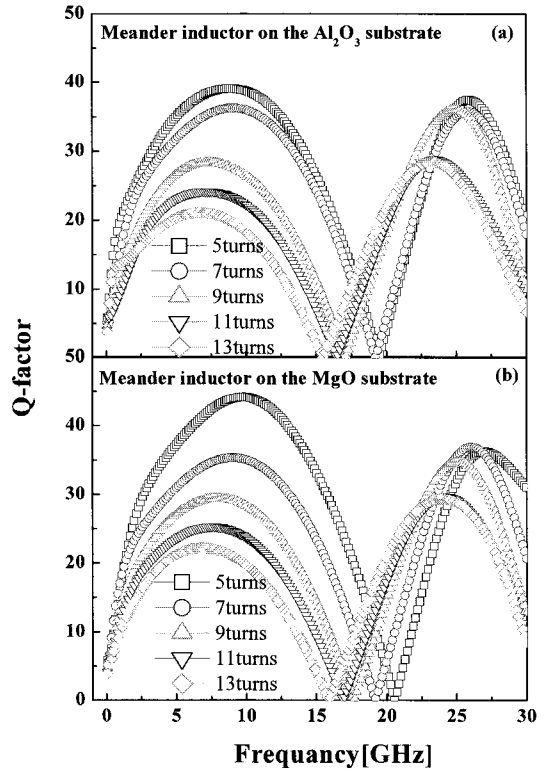 50
Meander inductor on the Al₂O₃ substrate (a)
40
30
20
10
5turns
7turns
9turns
11turns
13turns
50
Meander inductor on the MgO substrate (b)
40
30
20
10
0
5turns
7turns
9turns
11turns
13turns
0 5 10 15 20 25 30
Q-factor
Frequancy[GHz]